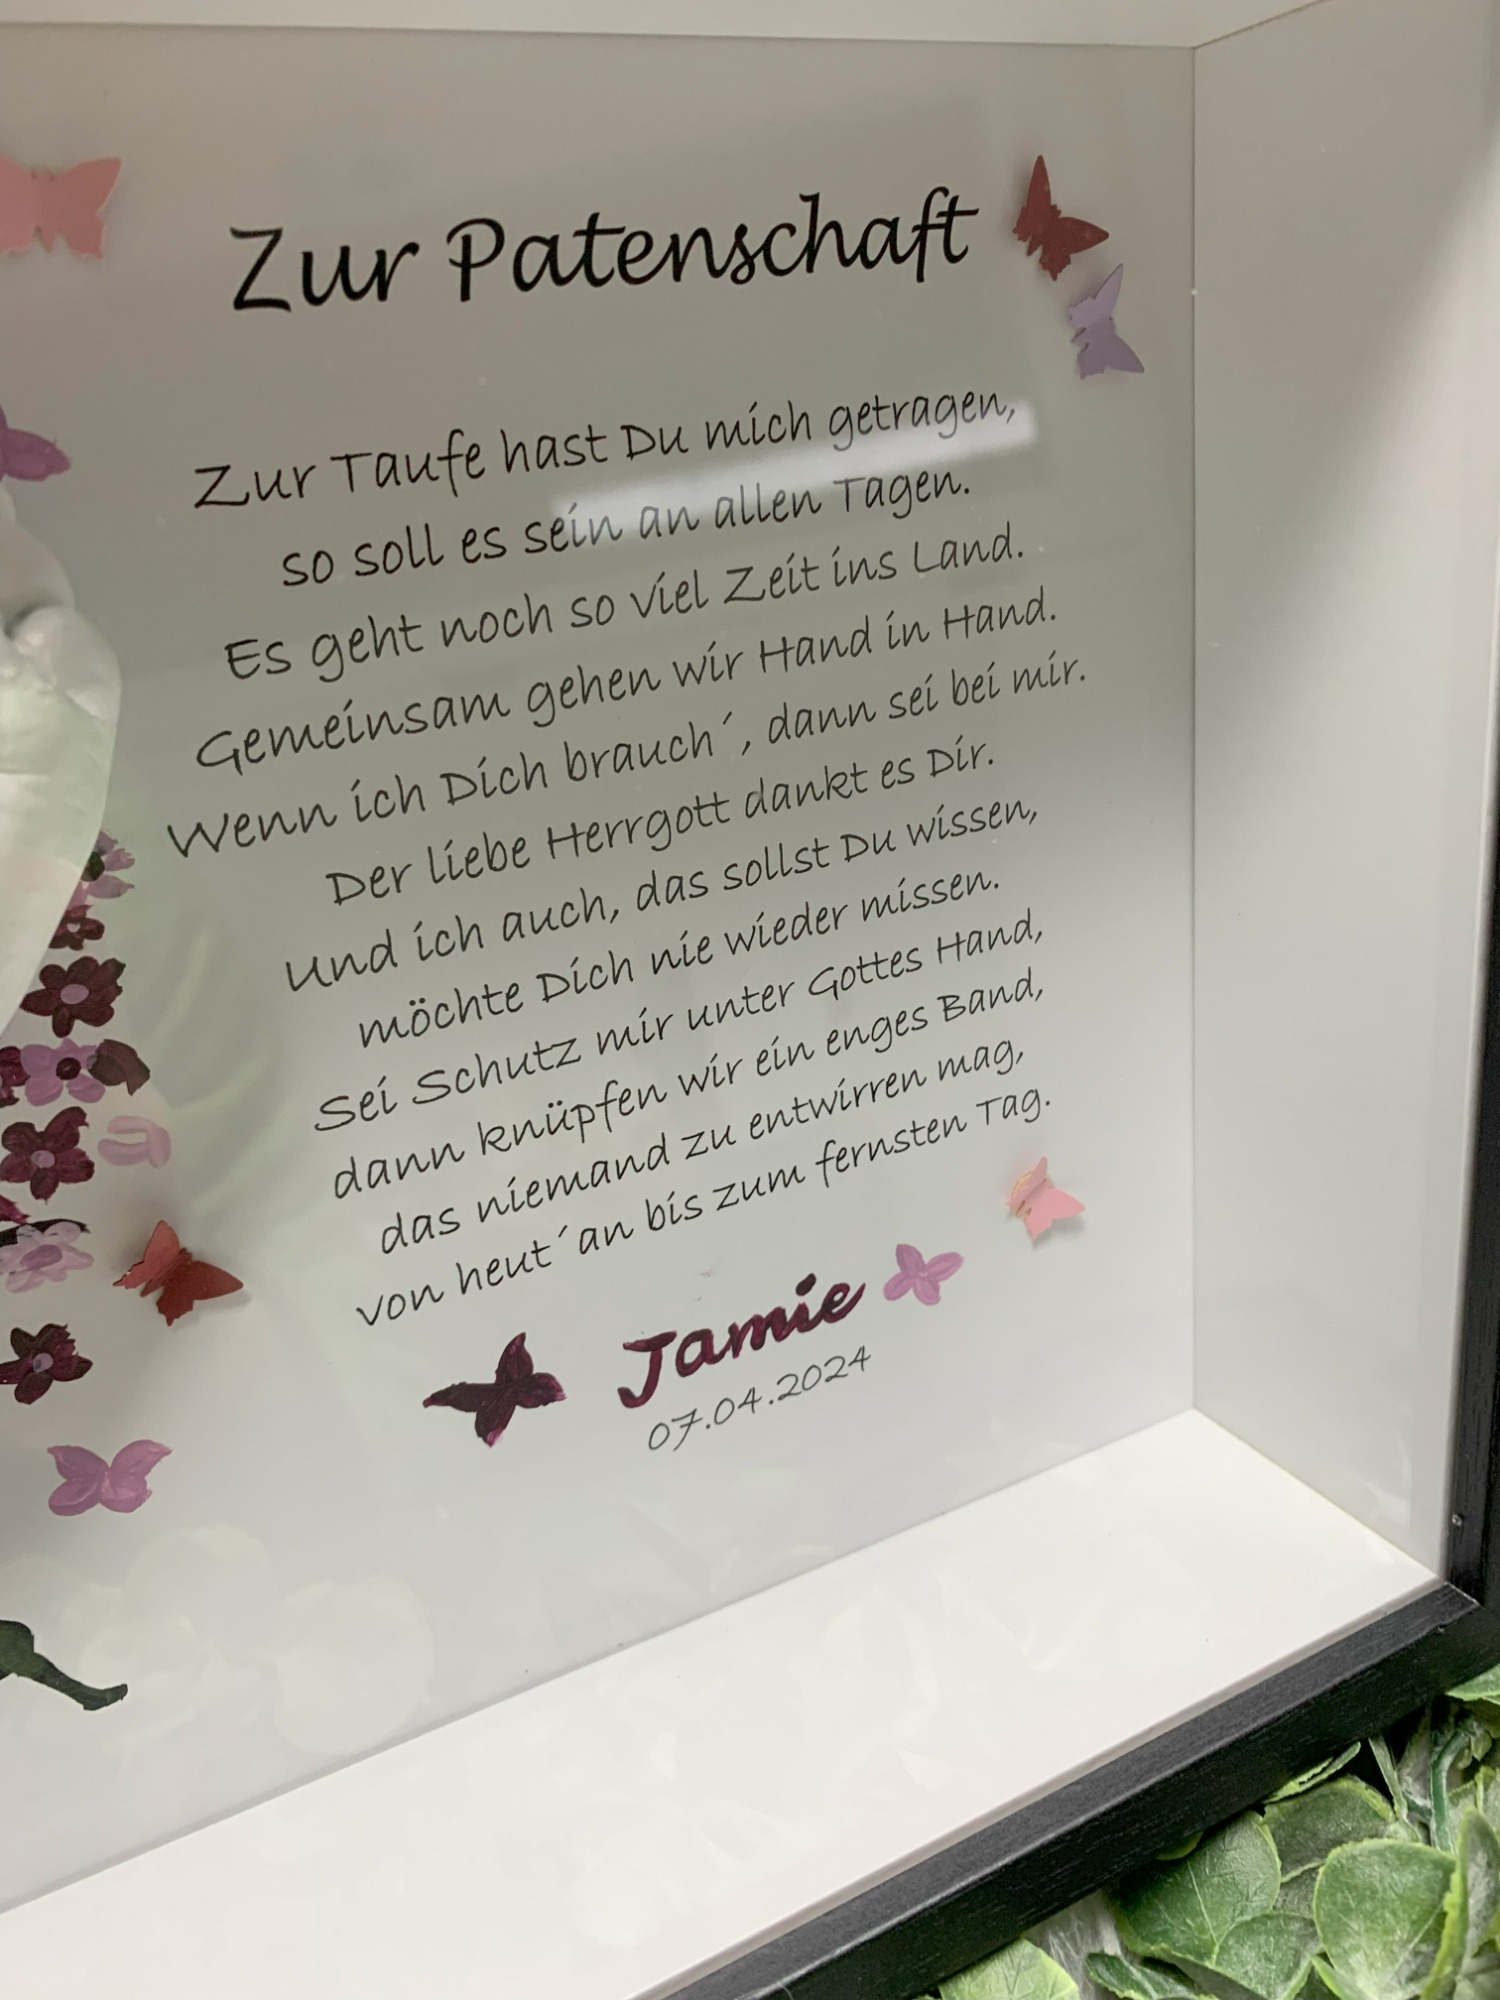 Zur Patenschaft
Zur Taufe hast Du mich getragen,
so soll es sein an allen Tagen.
Es geht noch so viel Zeit ins Land.
Gemeinsam gehen wir Hand in Hand.
Wenn ich Dich brauch´, dann sei bei mir.
Der liebe Herrgott dankt es Dir.
Und ich auch, das sollst Du wissen,
möchte Dich nie wieder missen.
Sei Schutz mir unter Gottes Hand,
dann knüpfen wir ein enges Band,
das niemand zu entwirren mag,
von heut´an bis zum fernsten Tag.
Jamie
07.04.2024